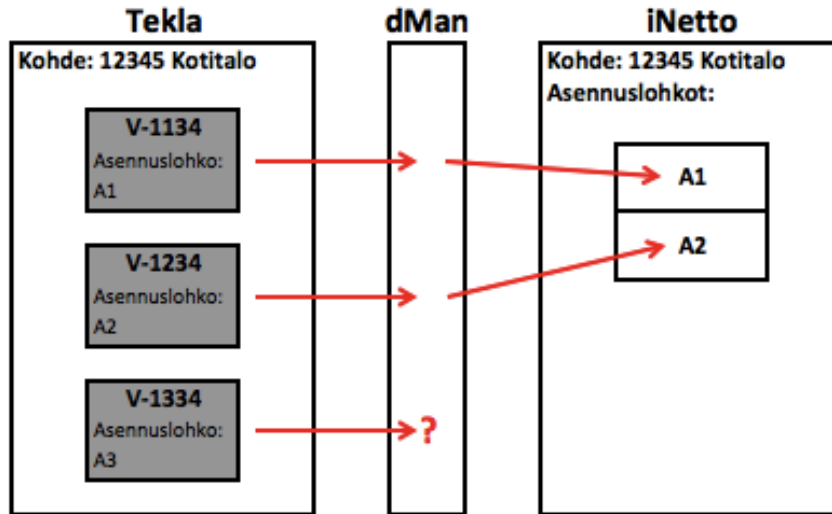 Tekla
dMan
iNetto
Kohde: 12345 Kotitalo
V-1134
Asennuslohko:
A1
V-1234
Asennuslohko:
A2
V-1334
Asennuslohko:
A3
?
Kohde: 12345 Kotitalo
Asennuslohkot:
A1
A2